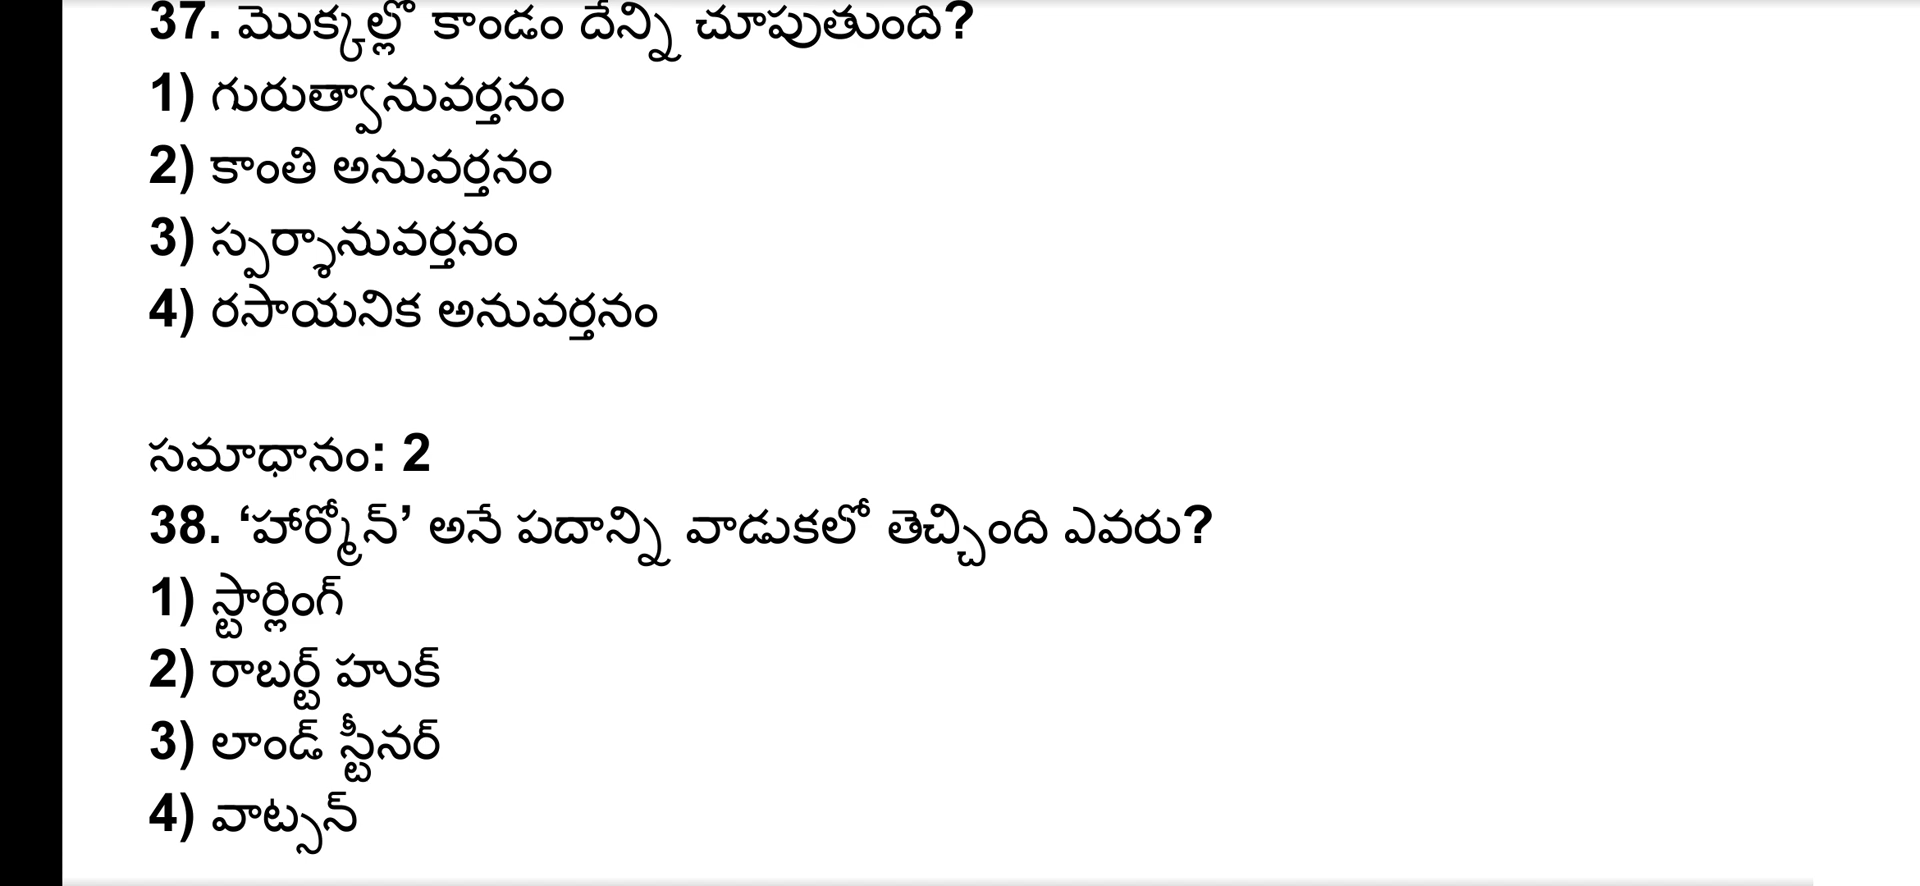 37. మొక్కల్లో కాండం దేన్ని చూపుతుంది?
1) గురుత్వానువర్తనం
2) కాంతి అనువర్తనం
3) స్పర్శానువర్తనం
4) రసాయనిక అనువర్తనం
సమాధానం: 2
38. ‘హార్మోన్’ అనే పదాన్ని వాడుకలో తెచ్చింది ఎవరు?
1) స్టార్లింగ్
2) రాబర్ట్ హుక్
3) లాండ్ స్టీనర్
4) వాట్సన్